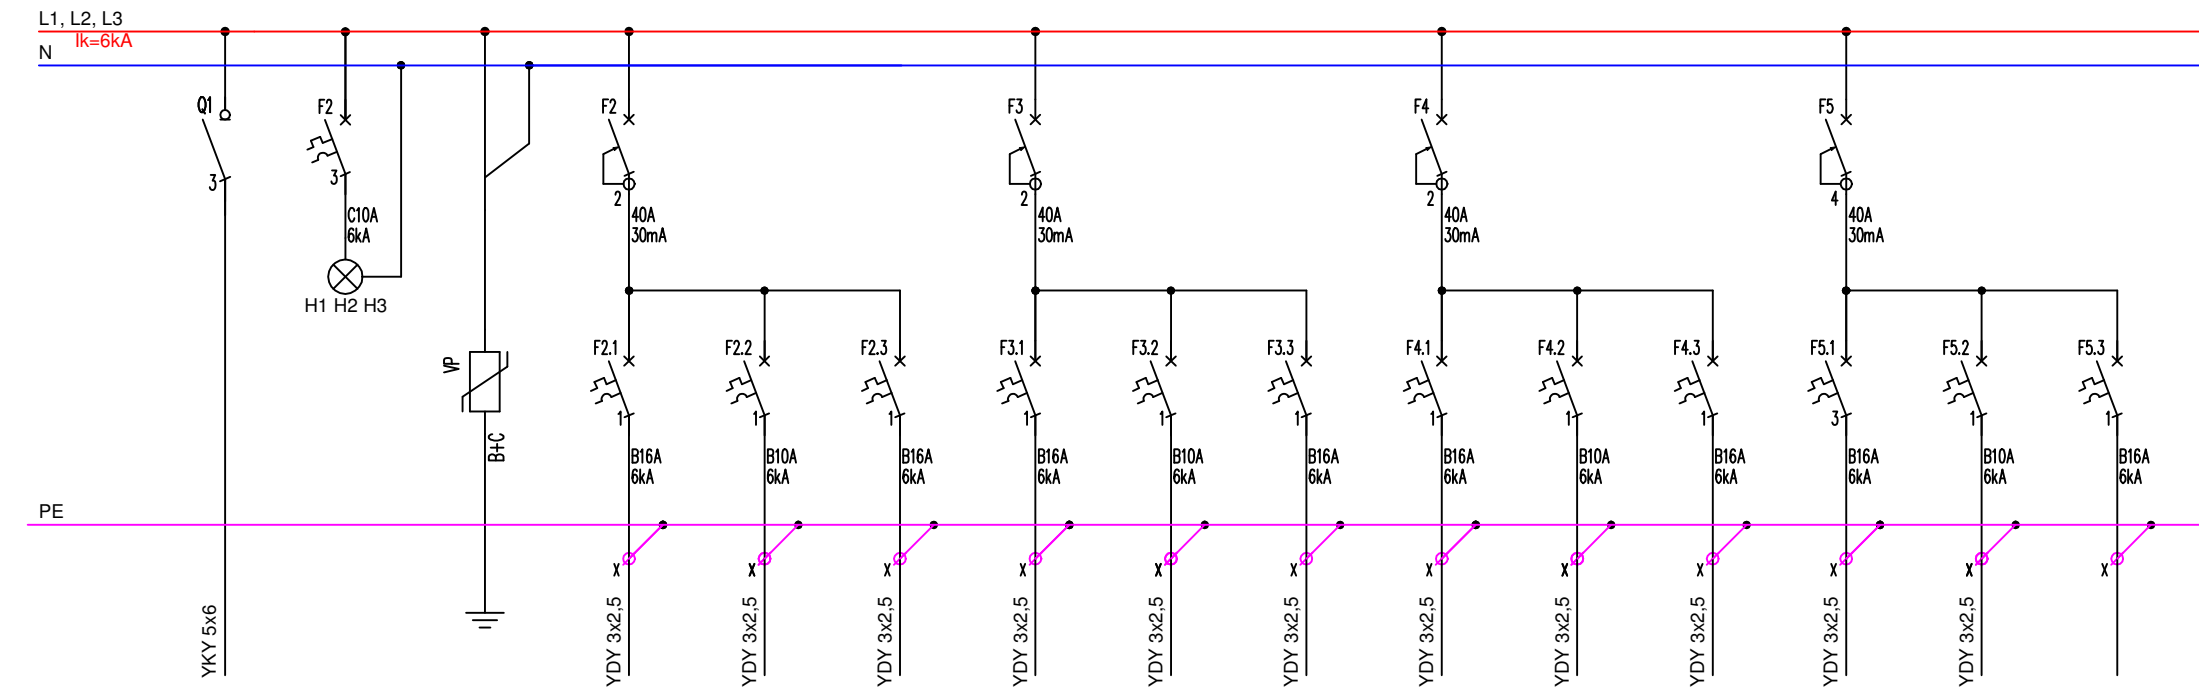 L1, L2, L3
Ik=6kA
N
Q1
F2
F2
F3
F4
F5
3
3
2
2
2
4
C10A
6kA
40A
30mA
40A
30mA
40A
30mA
40A
30mA
H1 H2 H3
VP
B+C
F2.1
F2.2
F2.3
F3.1
F3.2
F3.3
F4.1
F4.2
F4.3
F5.1
F5.2
F5.3
1
1
1
1
1
1
1
1
1
3
1
1
B16A
6kA
B10A
6kA
B16A
6kA
B16A
6kA
B10A
6kA
B16A
6kA
B16A
6kA
B10A
6kA
B16A
6kA
B16A
6kA
B10A
6kA
B16A
6kA
PE
X
X
X
X
X
X
X
X
X
X
X
X
YKY 5x6
YDY 3x2,5
YDY 3x2,5
YDY 3x2,5
YDY 3x2,5
YDY 3x2,5
YDY 3x2,5
YDY 3x2,5
YDY 3x2,5
YDY 3x2,5
YDY 3x2,5
YDY 3x2,5